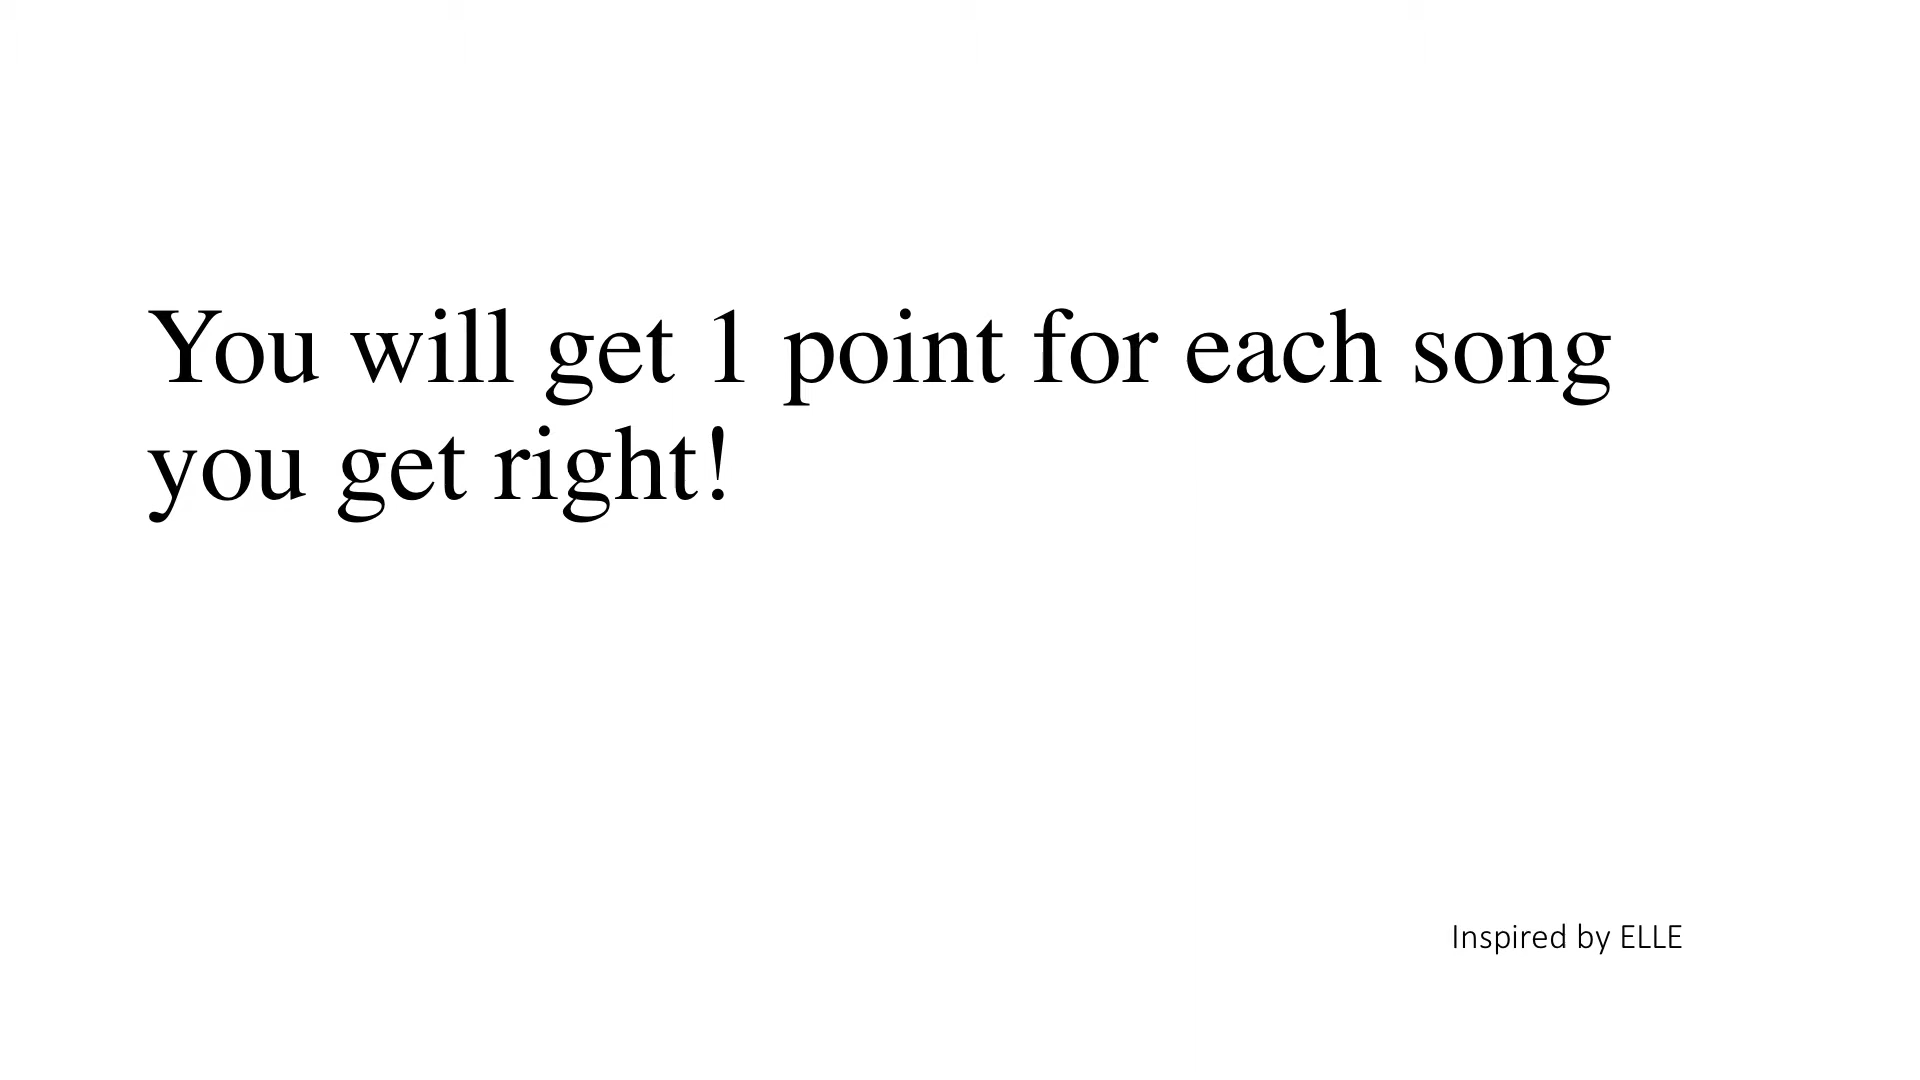 You will get 1 point for each song
you get right!
Inspired by ELLE